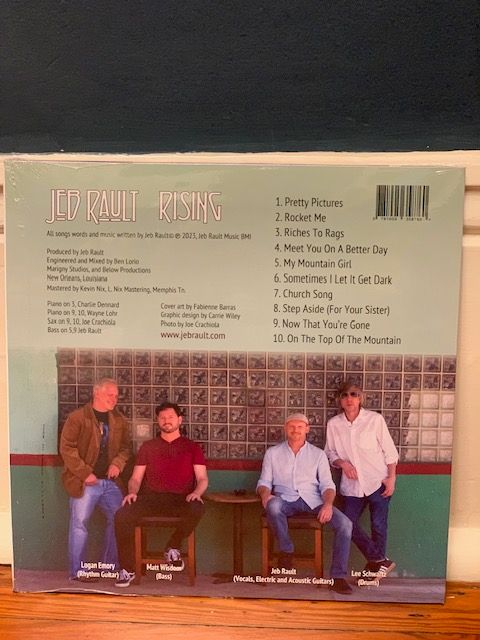 JEB RAULT RISING
All songs words and music written by Jeb Rault© ℗ 2023, Jeb Rault Music BMI
Produced by Jeb Rault
Engineered and Mixed by Ben Lorio
Marigny Studios, and Below Productions
New Orleans, Louisiana
Mastered by Kevin Nix, L. Nix Mastering, Memphis Tn.
Piano on 3, Charlie Dennard
Piano on 9, 10, Wayne Lohr
Sax on 9, 10, Joe Crachiola
Bass on 5,9 Jeb Rault
Cover art by Fabienne Barras
Graphic design by Carrie Wiley
Photo by Joe Crachiola
www.jebrault.com
1. Pretty Pictures
2. Rocket Me
3. Riches To Rags
4. Meet You On A Better Day
5. My Mountain Girl
6. Sometimes I Let It Get Dark
7. Church Song
8. Step Aside (For Your Sister)
9. Now That You're Gone
10. On The Top Of The Mountain
Logan Emory
(Rhythm Guitar)
Matt Wisdom
(Bass)
Jeb Rault
(Vocals, Electric and Acoustic Guitars)
Lee Schwartz
(Drums)